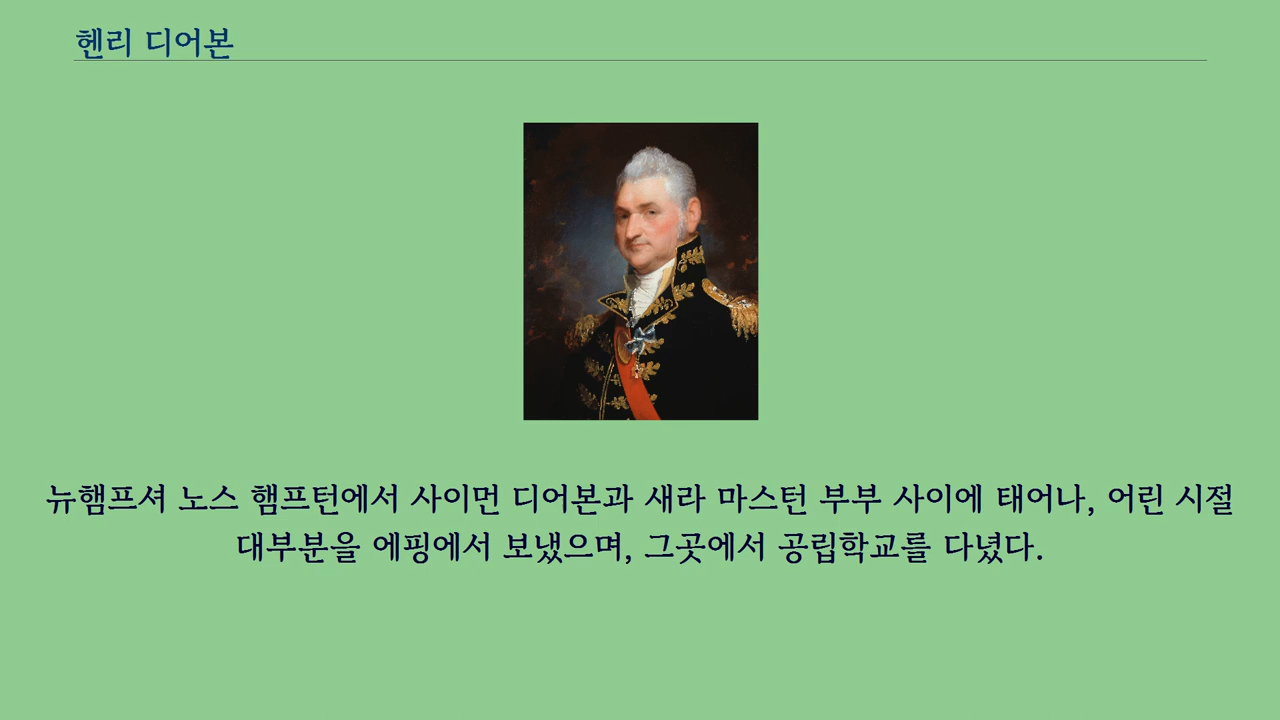 헨리 디어본
뉴햄프셔 노스 햄프턴에서 사이먼 디어본과 새라 마스턴 부부 사이에 태어나, 어린 시절
대부분을 에핑에서 보냈으며, 그곳에서 공립학교를 다녔다.